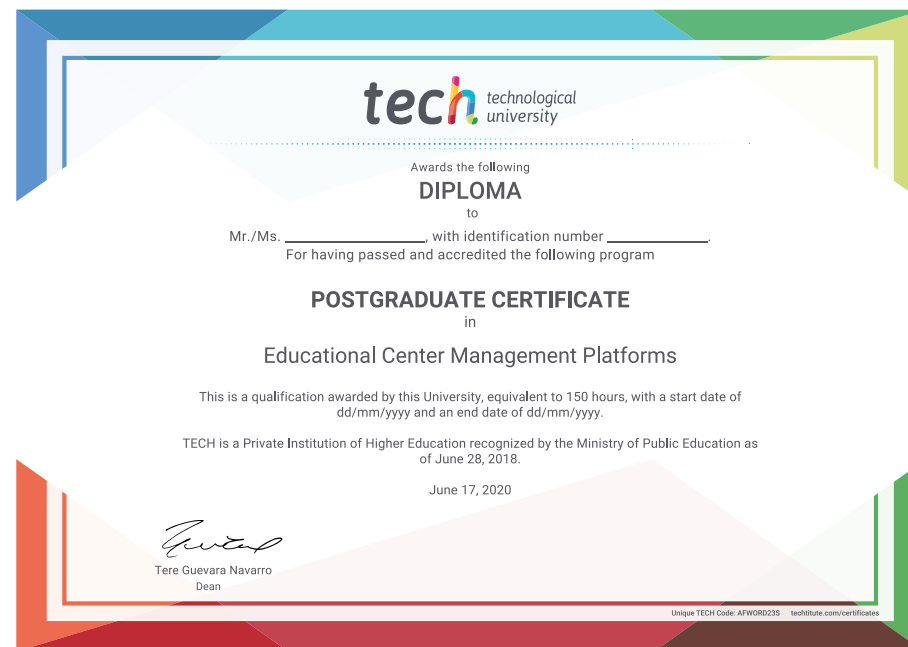 tech technological
university
Awards the following
DIPLOMA
to
Mr./Ms. ____________________, with identification number ______________.
For having passed and accredited the following program
POSTGRADUATE CERTIFICATE
in
Educational Center Management Platforms
This is a qualification awarded by this University, equivalent to 150 hours, with a start date of
dd/mm/yyyy and an end date of dd/mm/yyyy.
TECH is a Private Institution of Higher Education recognized by the Ministry of Public Education as
of June 28, 2018.
June 17, 2020
Tere Guevara Navarro
Dean
Unique TECH Code: AFWORD23S techtitute.com/certificates